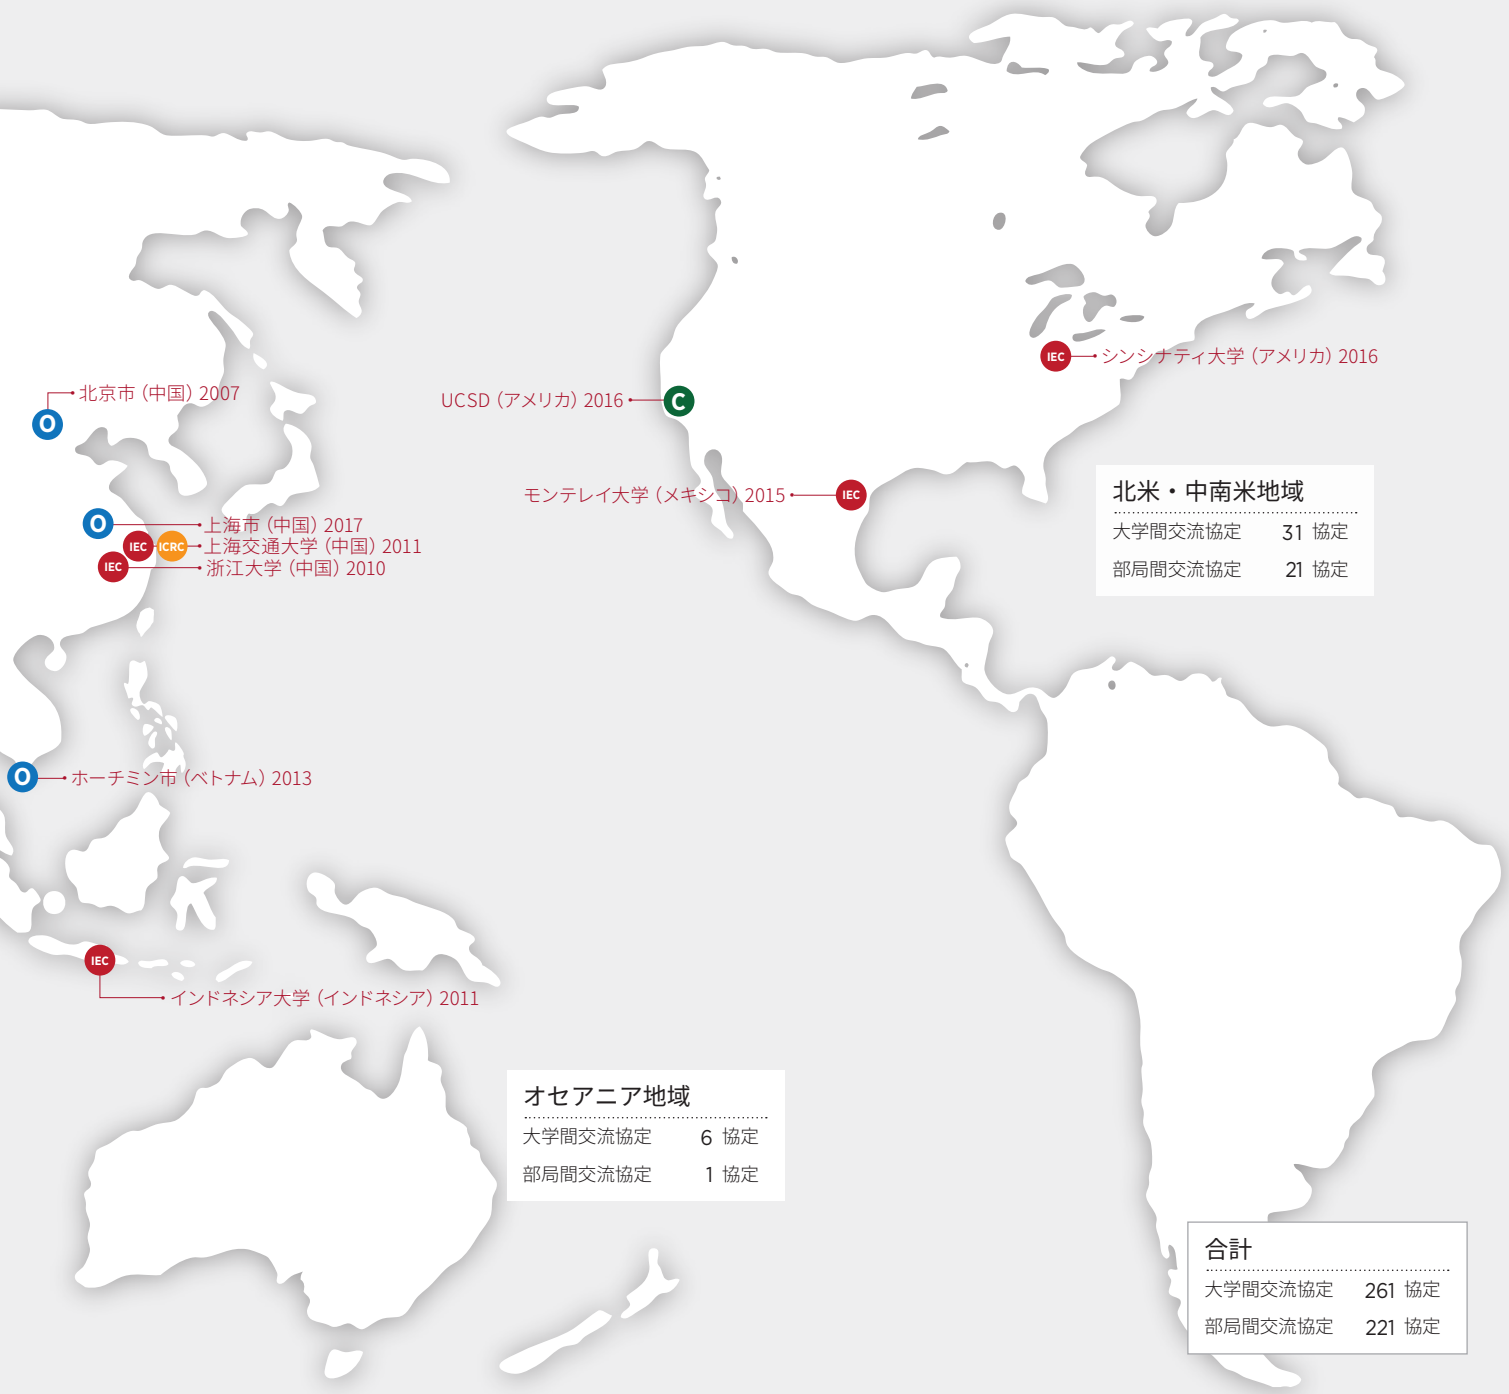 IEC
シンシナティ大学（アメリカ）2016
北京市（中国）2007
O
UCSD（アメリカ）2016
C
モンテレイ大学（メキシコ）2015
IEC
北米・中南米地域
大学間交流協定 31 協定
部局間交流協定 21 協定
O
上海市（中国）2017
IEC
ICRC
上海交通大学（中国）2011
IEC
浙江大学（中国）2010
O
ホーチミン市（ベトナム）2013
IEC
インドネシア大学（インドネシア）2011
オセアニア地域
大学間交流協定 6 協定
部局間交流協定 1 協定
合計
大学間交流協定 261 協定
部局間交流協定 221 協定